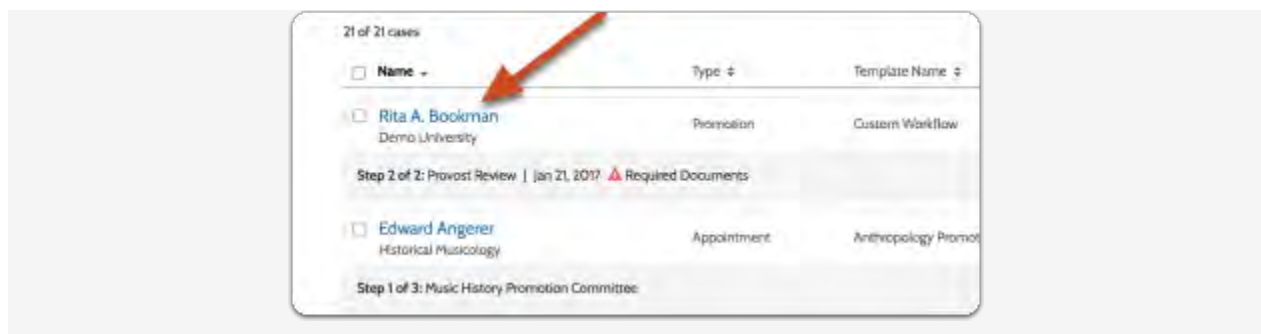 21 of 21 cases
Name Type Template Name
Rita A. Bookman Promotion Custom Workflow
Demo University
Step 2 of 2: Provost Review | Jan 21, 2017 Required Documents
Edward Angerer Appointment Anthropology Promot
Historical Musicology
Step 1 of 3: Music History Promotion Committee